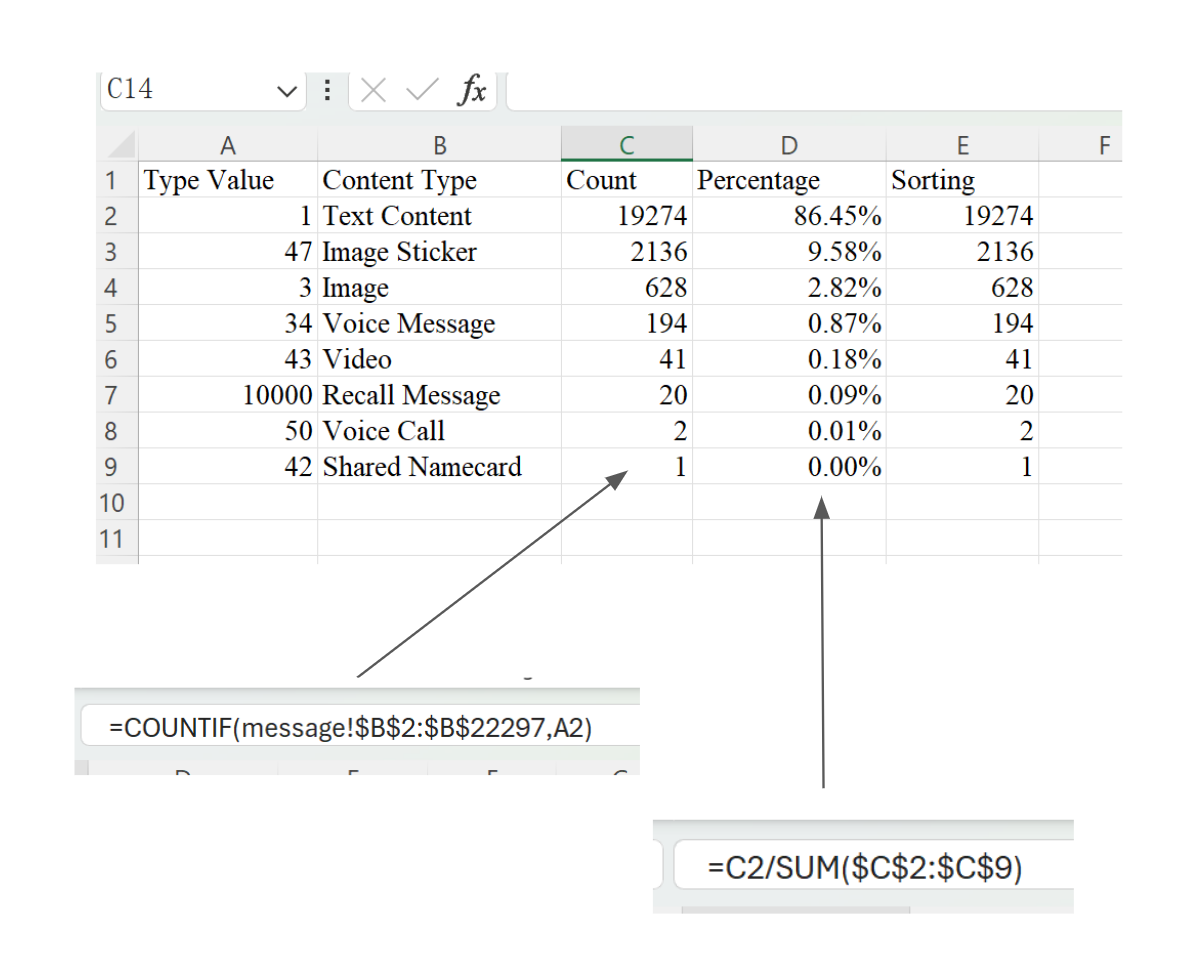 C14 fx
A B C D E F
1 Type Value Content Type Count Percentage Sorting
2 1 Text Content 19274 86.45% 19274
3 47 Image Sticker 2136 9.58% 2136
4 3 Image 628 2.82% 628
5 34 Voice Message 194 0.87% 194
6 43 Video 41 0.18% 41
7 10000 Recall Message 20 0.09% 20
8 50 Voice Call 2 0.01% 2
9 42 Shared Namecard 1 0.00% 1
10
11
=COUNTIF(message!$B$2:$B$22297,A2)
=C2/SUM($C$2:$C$9)